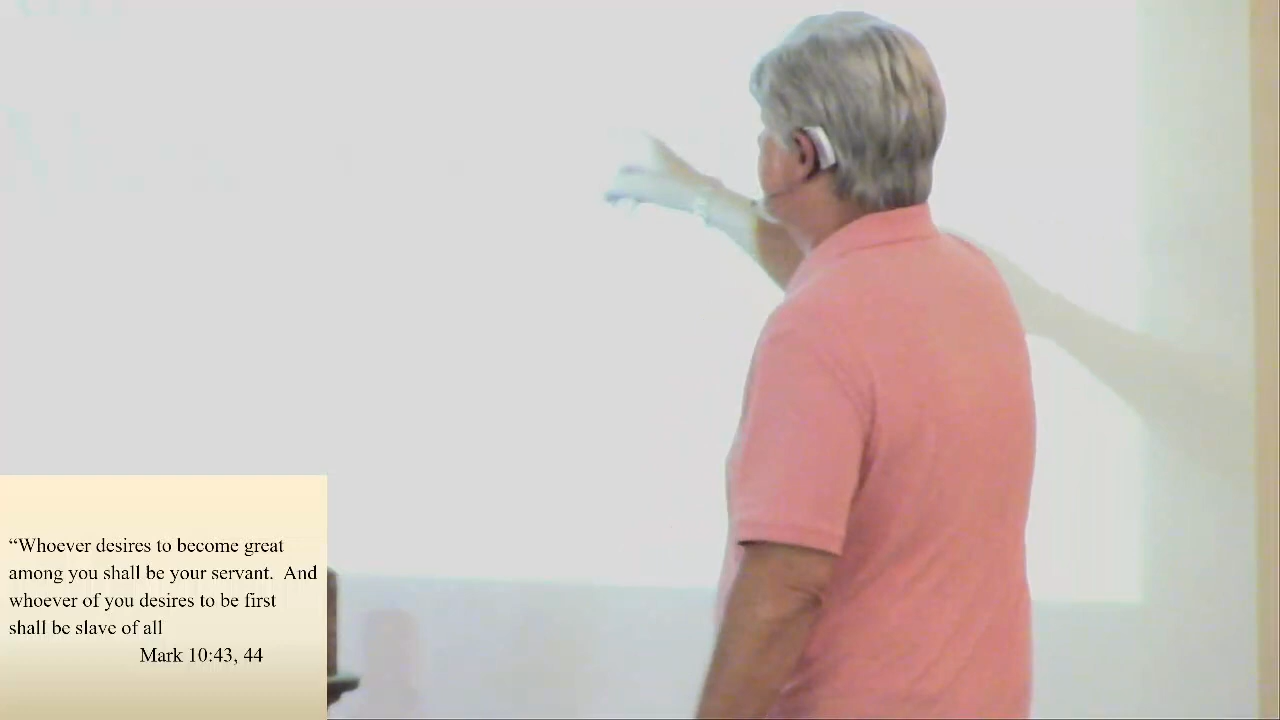 “Whoever desires to become great
among you shall be your servant.  And
whoever of you desires to be first
shall be slave of all
Mark 10:43, 44